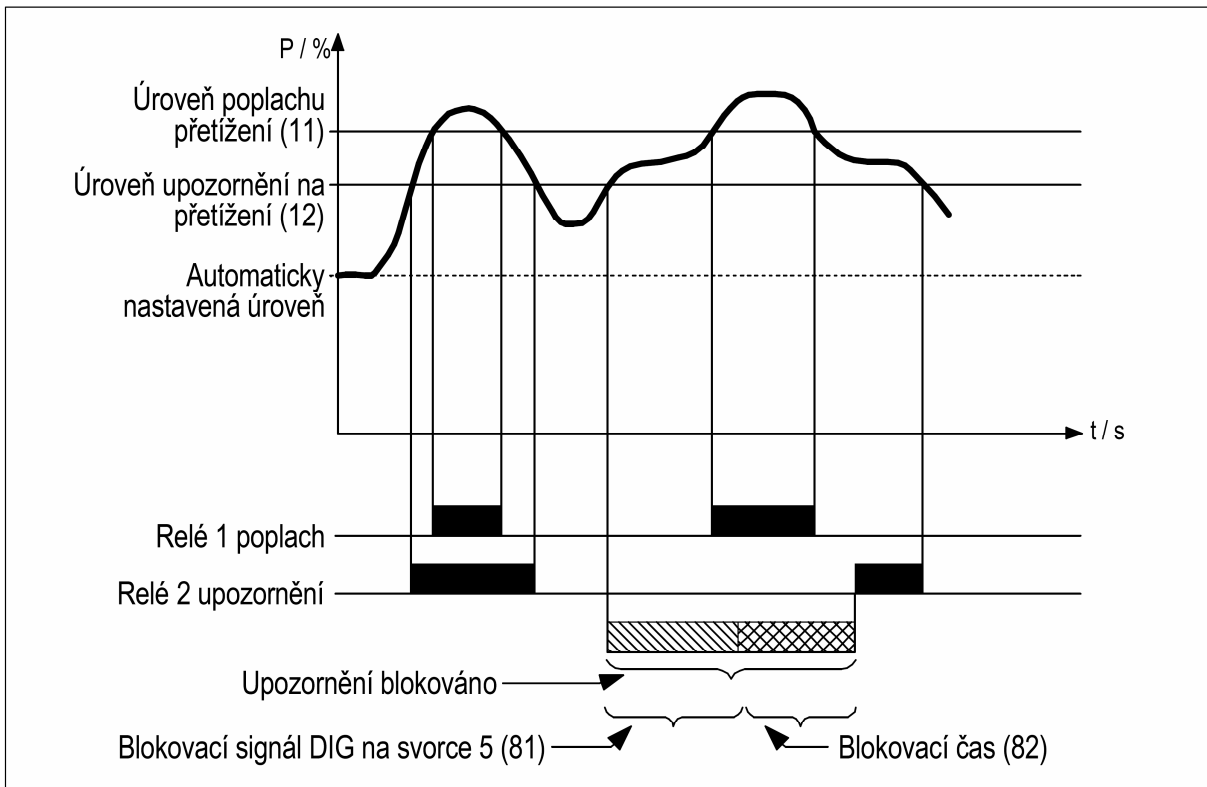 P / %
Úroveň poplachu
přetížení (11)
Úroveň upozornění na
přetížení (12)
Automaticky
nastavená úroveň
t / s
Relé 1 poplach
Relé 2 upozornění
Upozornění blokováno
Blokovací signál DIG na svorce 5 (81)
Blokovací čas (82)